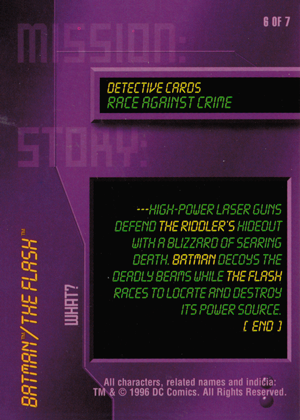 6 OF 7
MISSION:
DETECTIVE CARDS
RACE AGAINST CRIME
STORY:
---HIGH-POWER LASER GUNS
DEFEND THE RIDDLER'S HIDEOUT
WITH A BLIZZARD OF SEARING
DEATH. BATMAN DECOYS THE
DEADLY BEAMS WHILE THE FLASH
RACES TO LOCATE AND DESTROY
ITS POWER SOURCE.
( END )
BATMAN™/THE FLASH™
WHAT?
All characters, related names and indicia:
TM & © 1996 DC Comics. All Rights Reserved.